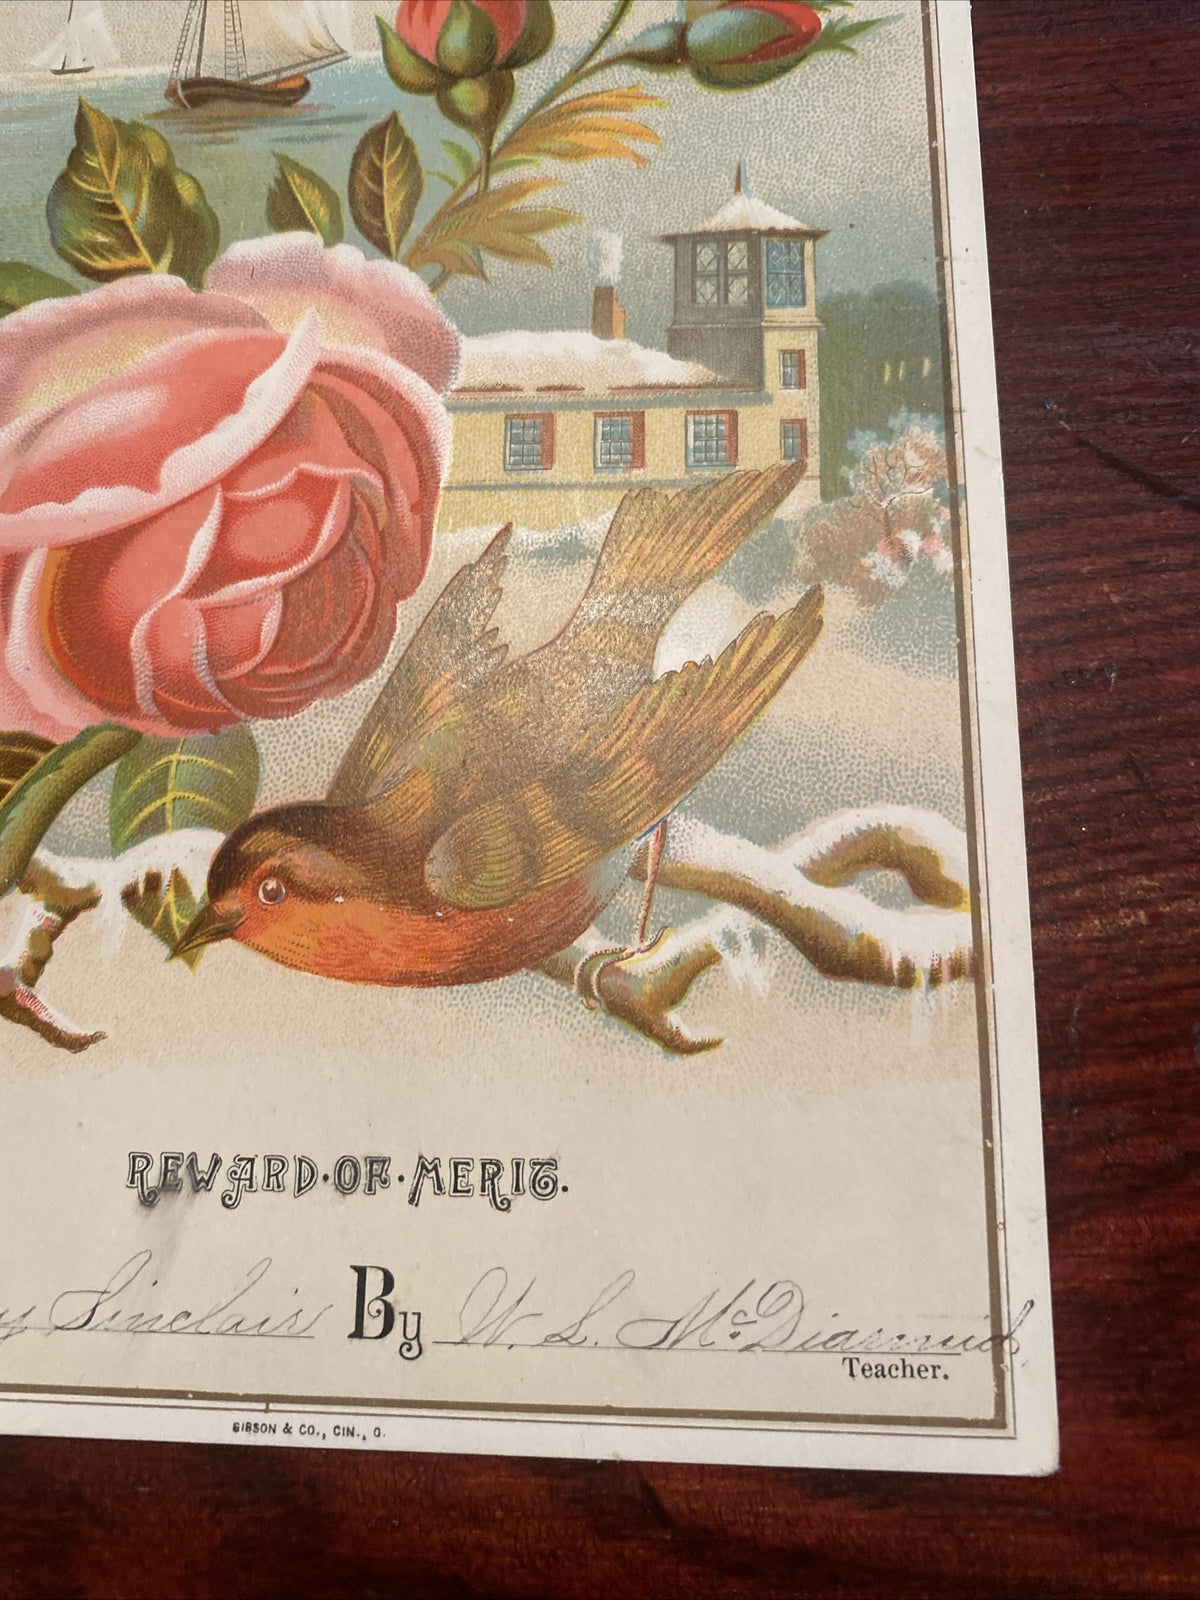 REWARD·OF·MERIT.
y Sinclair By W. L. McDiarmid
Teacher.
GIBSON & CO., CIN., O.